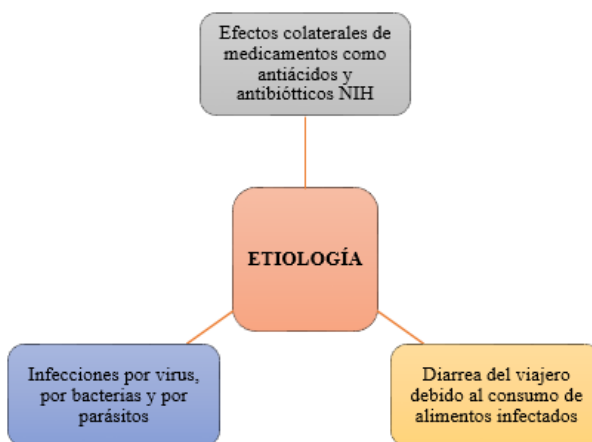 Efectos colaterales de
medicamentos como
antiácidos y
antibiótticos NIH
ETIOLOGÍA
Infecciones por virus,
por bacterias y por
parásitos
Diarrea del viajero
debido al consumo de
alimentos infectados